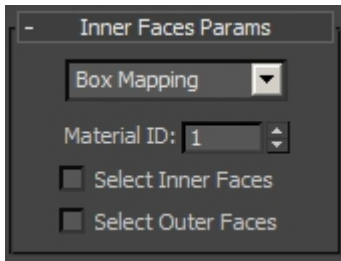 - Inner Faces Params
Box Mapping
Material ID: 1
Select Inner Faces
Select Outer Faces